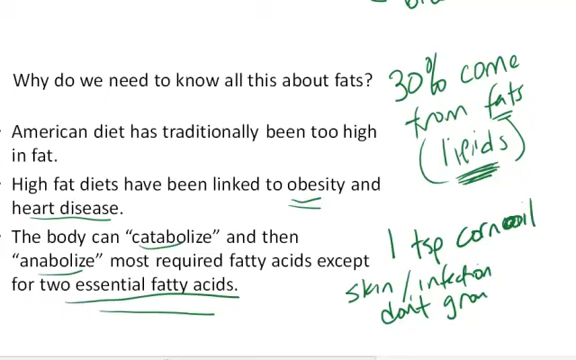 Why do we need to know all this about fats?
30% come
from fats
(lipids)
• American diet has traditionally been too high
in fat.
• High fat diets have been linked to obesity and
heart disease.
• The body can “catabolize” and then
“anabolize” most required fatty acids except
for two essential fatty acids.
1 tsp corn oil
skin / infection
don't grow